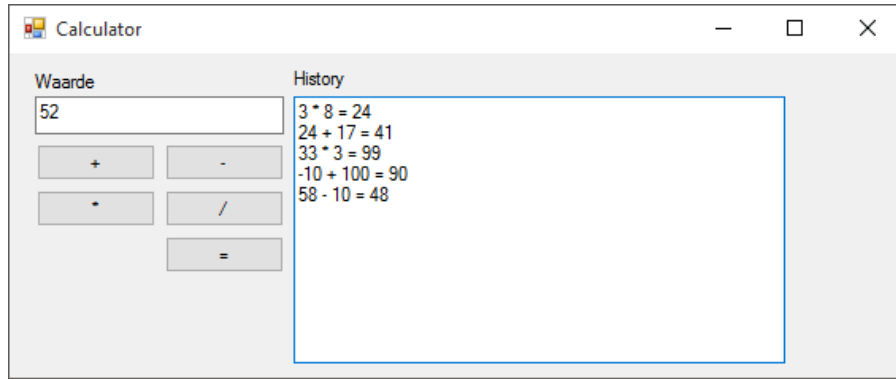 Calculator
Waarde
52
+ -
* /
=
History
3 * 8 = 24
24 + 17 = 41
33 * 3 = 99
-10 + 100 = 90
58 - 10 = 48